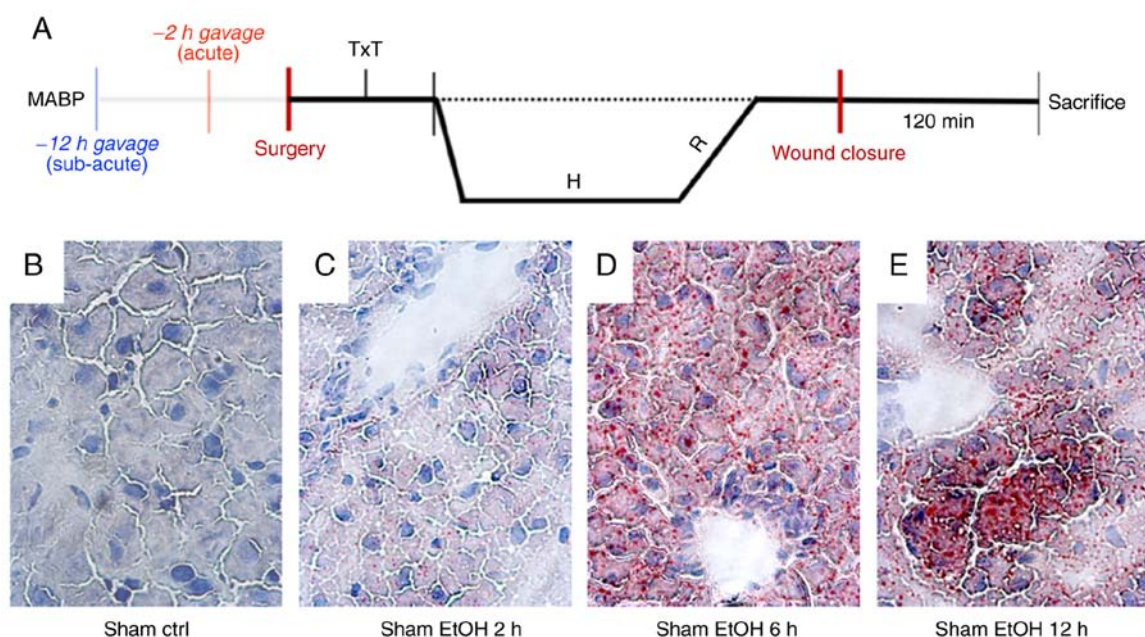 A
–2 h gavage
(acute)
TxT
MABP
Sacrifice
–12 h gavage
(sub-acute)
Surgery
H
R
Wound closure
120 min
B
C
D
E
Sham ctrl
Sham EtOH 2 h
Sham EtOH 6 h
Sham EtOH 12 h